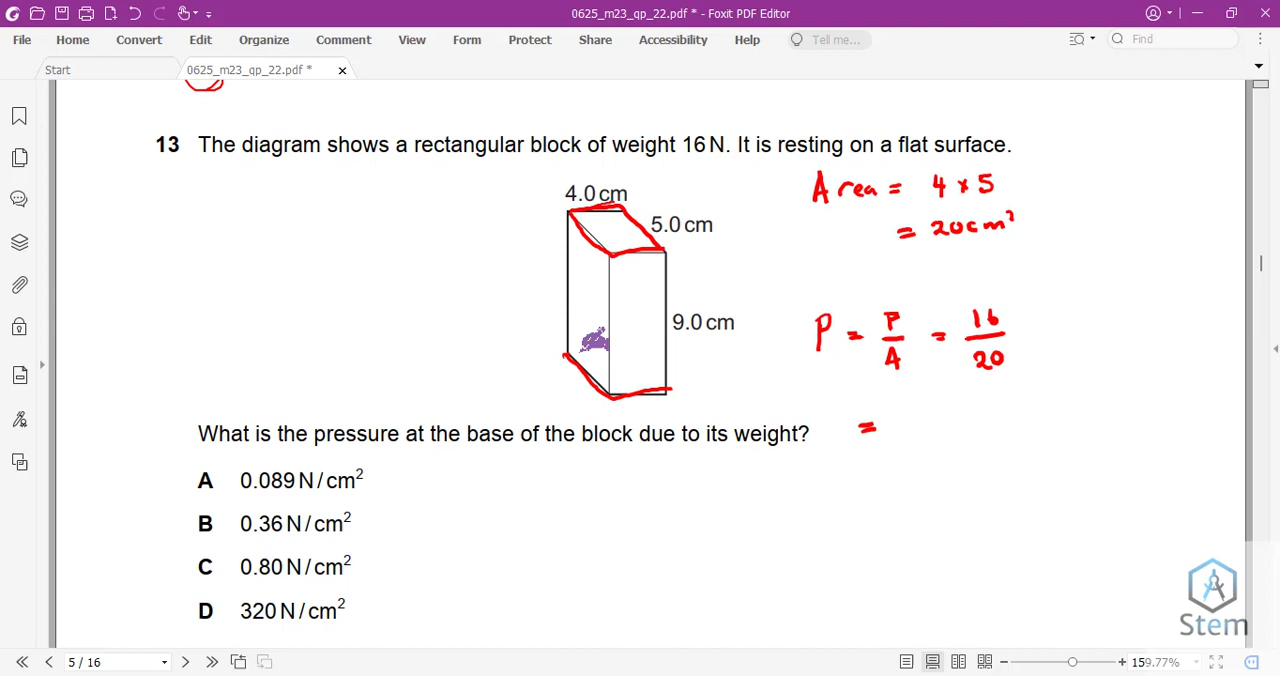 0625_m23_qp_22.pdf * - Foxit PDF Editor
File Home Convert Edit Organize Comment View Form Protect Share Accessibility Help Tell me... Find
Start 0625_m23_qp_22.pdf *
13 The diagram shows a rectangular block of weight 16 N. It is resting on a flat surface.
4.0 cm
5.0 cm
9.0 cm
Area = 4 × 5
= 20cm²
P = F/A = 16/20
=
What is the pressure at the base of the block due to its weight?
A 0.089 N / cm²
B 0.36 N / cm²
C 0.80 N / cm²
D 320 N / cm²
Stem
5 / 16
159.77%